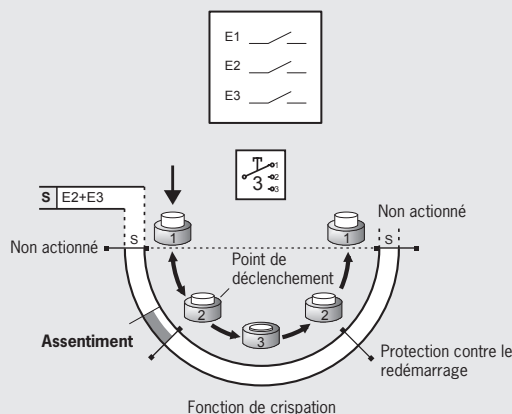 E1
E2
E3
1
2
3
3
S E2+E3
Non actionné
S
1
1
S
Non actionné
Point de
déclenchement
2
2
3
Assentiment
Protection contre le
redémarrage
Fonction de crispation